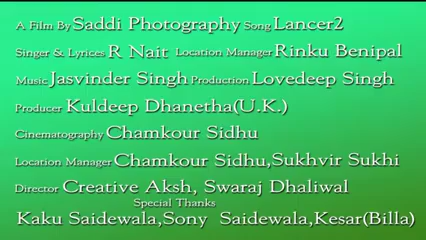 A Film By Saddi Photography Song Lancer2
Singer & Lyrices R Nait Location Manager Rinku Benipal
Music Jasvinder Singh Production Lovedeep Singh
Producer Kuldeep Dhanetha(U.K.)
Cinematography Chamkour Sidhu
Location Manager Chamkour Sidhu,Sukhvir Sukhi
Director Creative Aksh, Swaraj Dhaliwal
Special Thanks
Kaku Saidewala,Sony Saidewala,Kesar(Billa)